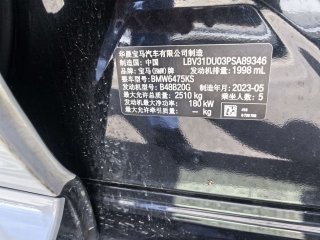 华晨宝马汽车有限公司制造
制造国：中国 LBV31DU03PSA89346
品牌：宝马(BMW)牌 发动机排量：1998 mL
整车型号：BMW6475KS
发动机型号：B48B20G 制造年月：2023-05
发动机最大净功率：180 kW 乘坐人数：5
最大允许总质量：2510 kg
最大允许 — kg